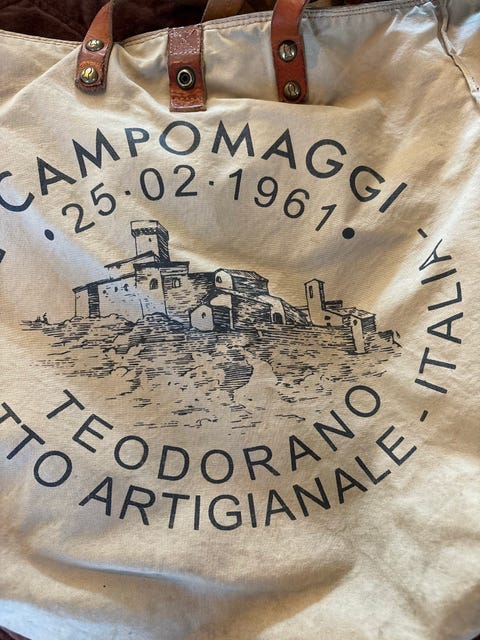 CAMPOMAGGI
• 25·02·1961 •
TEODORANO
TTO ARTIGIANALE - ITALIA -